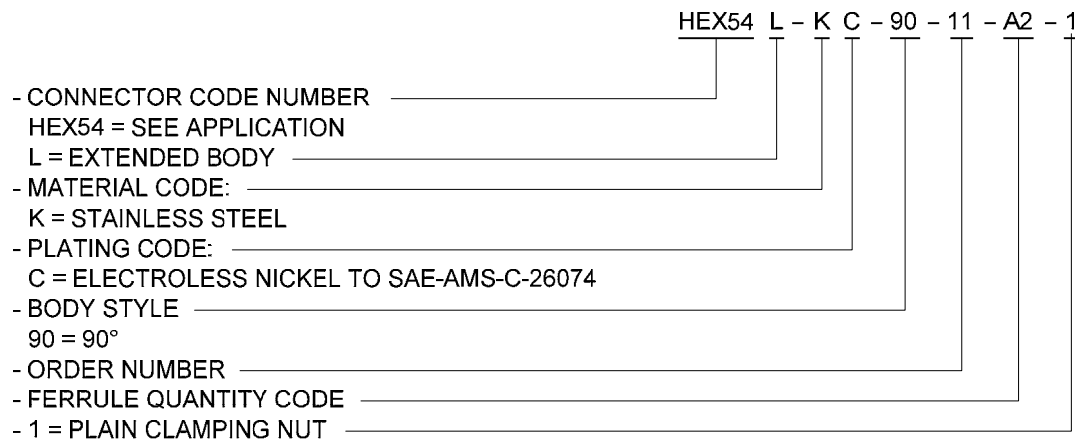 HEX54 L – K C – 90 – 11 – A2 – 1
- CONNECTOR CODE NUMBER
HEX54 = SEE APPLICATION
L = EXTENDED BODY
- MATERIAL CODE:
K = STAINLESS STEEL
- PLATING CODE:
C = ELECTROLESS NICKEL TO SAE-AMS-C-26074
- BODY STYLE
90 = 90°
- ORDER NUMBER
- FERRULE QUANTITY CODE
- 1 = PLAIN CLAMPING NUT